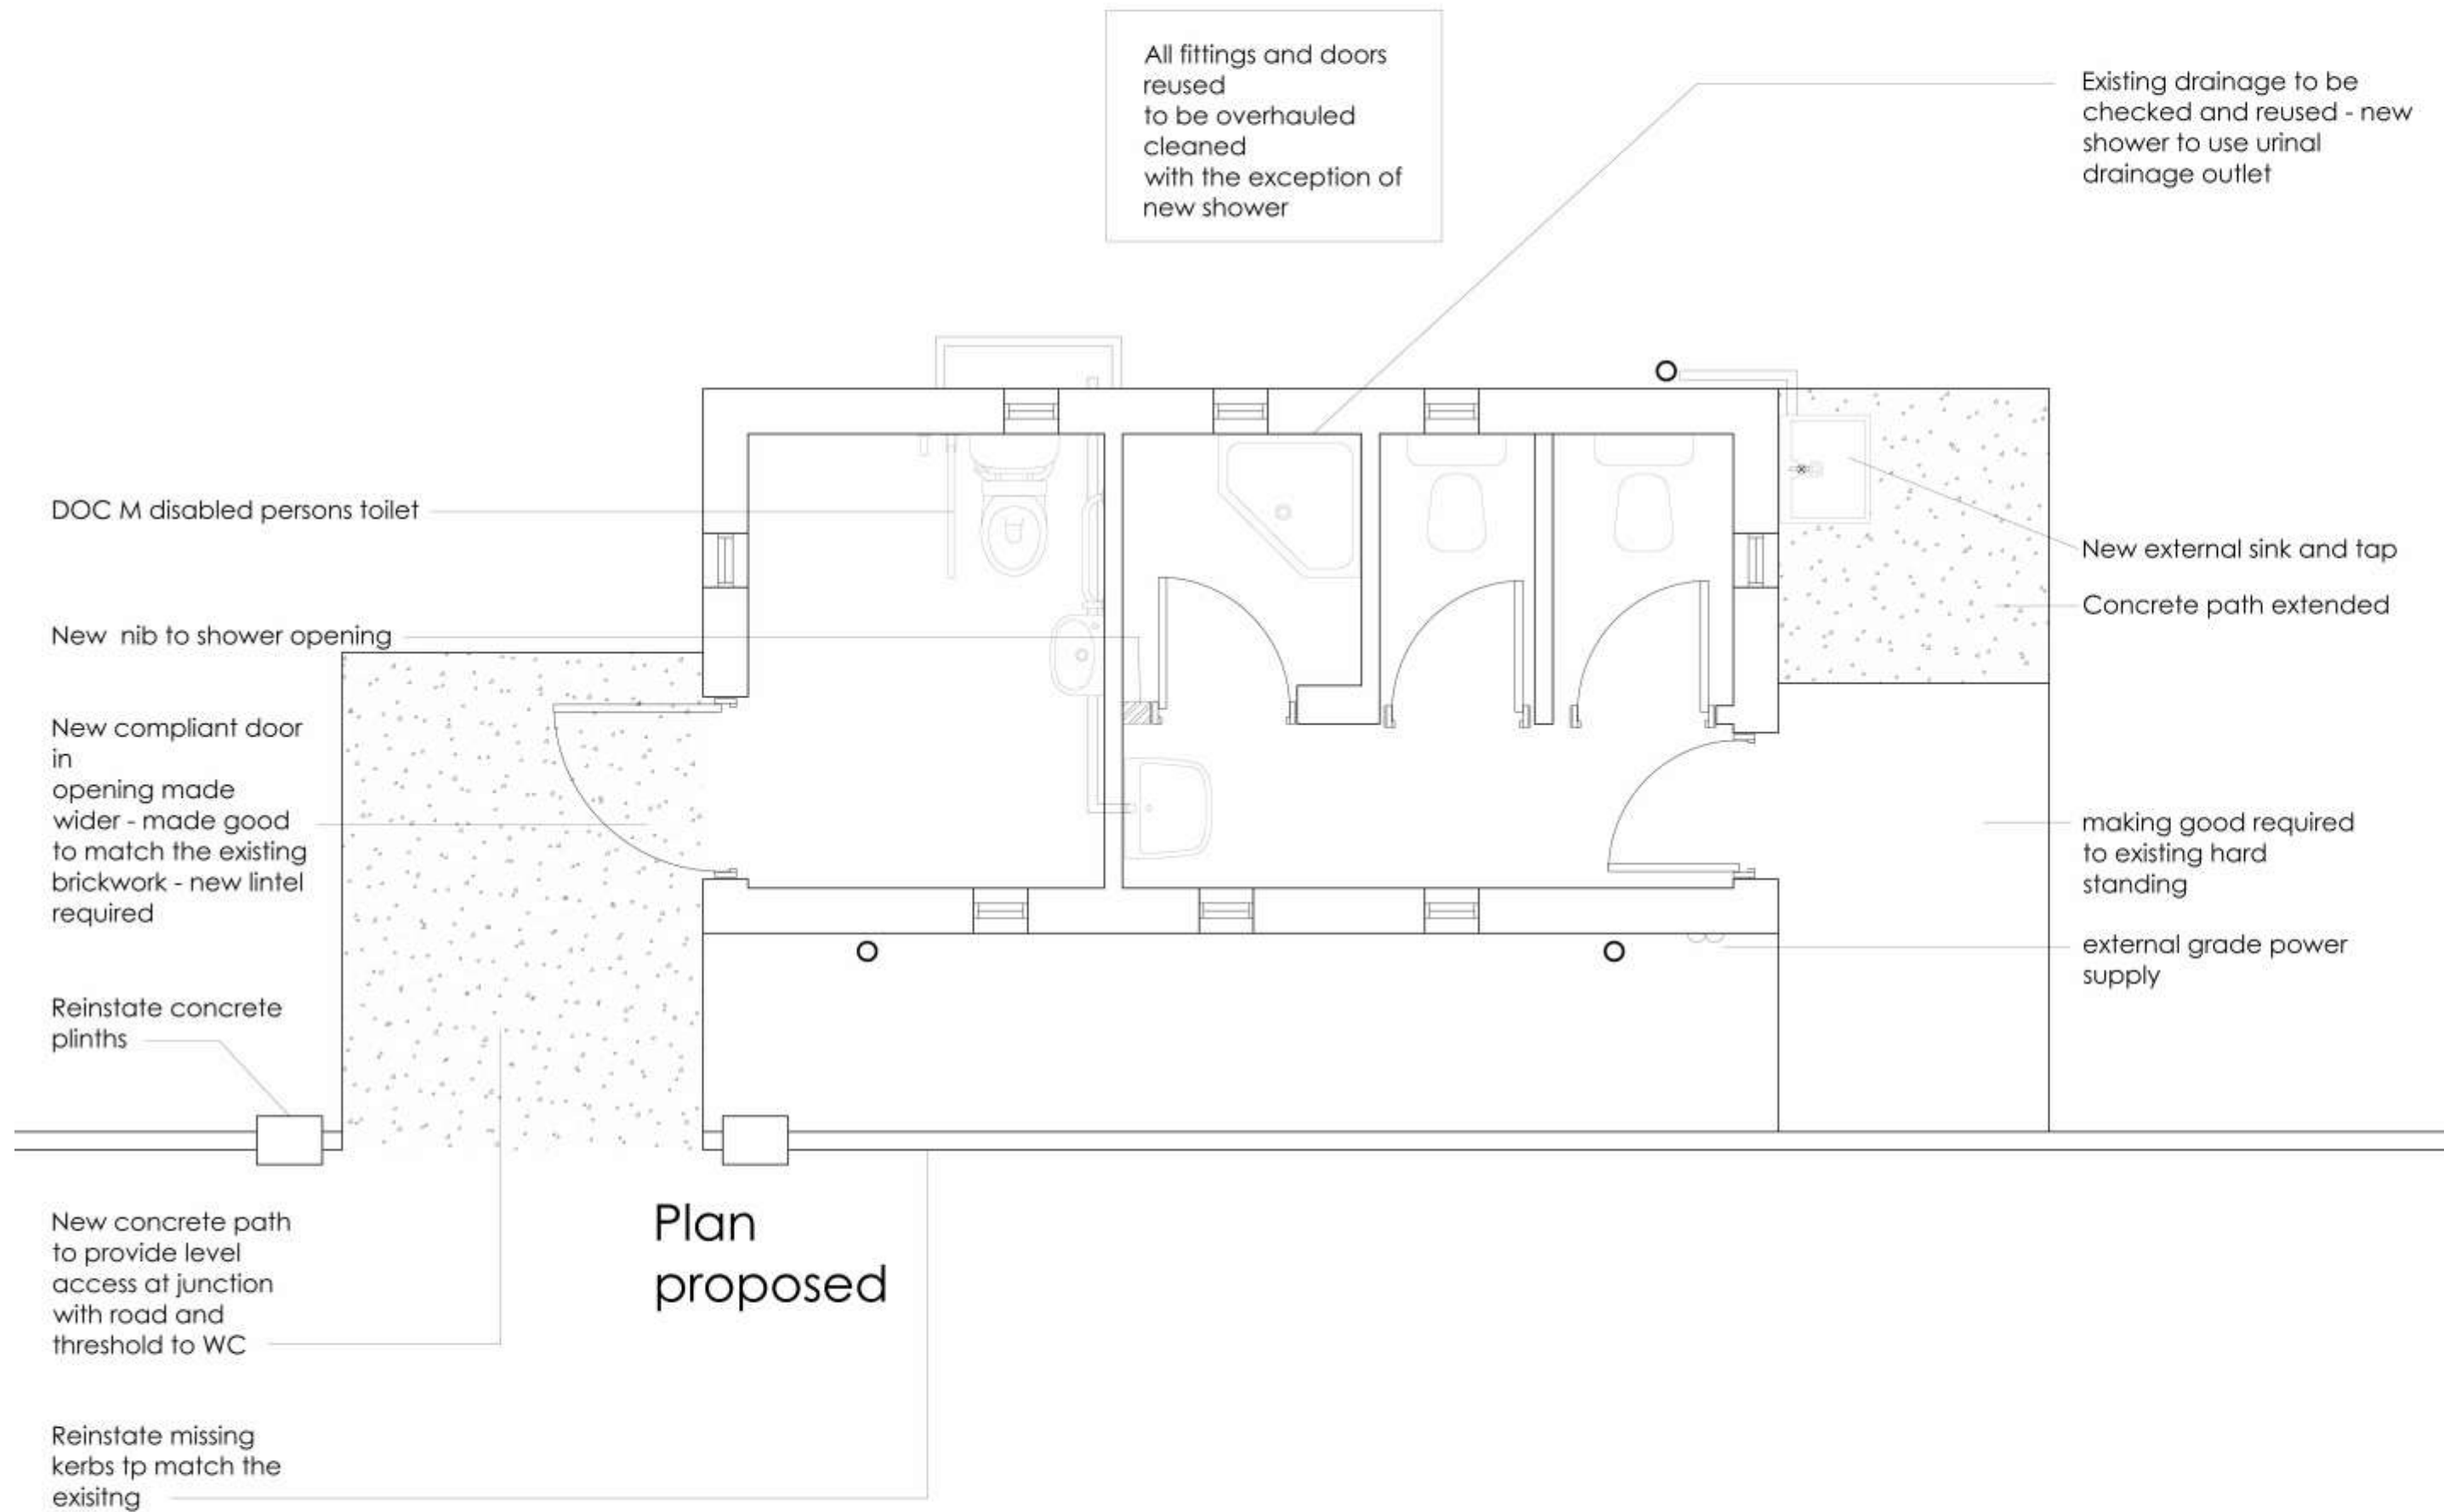 All fittings and doors
reused
to be overhauled
cleaned
with the exception of
new shower
Existing drainage to be
checked and reused - new
shower to use urinal
drainage outlet
DOC M disabled persons toilet
New nib to shower opening
New compliant door
in
opening made
wider - made good
to match the existing
brickwork - new lintel
required
Reinstate concrete
plinths
New concrete path
to provide level
access at junction
with road and
threshold to WC
Reinstate missing
kerbs tp match the
exisitng
New external sink and tap
Concrete path extended
making good required
to existing hard
standing
external grade power
supply
Plan
proposed